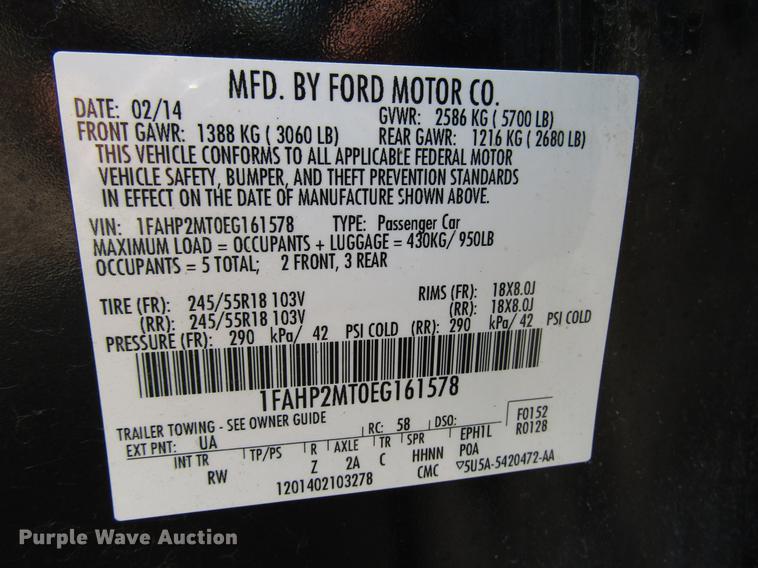 MFD. BY FORD MOTOR CO.
DATE: 02/14 GVWR: 2586 KG ( 5700 LB)
FRONT GAWR: 1388 KG ( 3060 LB) REAR GAWR: 1216 KG ( 2680 LB)
THIS VEHICLE CONFORMS TO ALL APPLICABLE FEDERAL MOTOR
VEHICLE SAFETY, BUMPER, AND THEFT PREVENTION STANDARDS
IN EFFECT ON THE DATE OF MANUFACTURE SHOWN ABOVE.
VIN: 1FAHP2MT0EG161578 TYPE: Passenger Car
MAXIMUM LOAD = OCCUPANTS + LUGGAGE = 430KG/ 950LB
OCCUPANTS = 5 TOTAL; 2 FRONT, 3 REAR
TIRE (FR): 245/55R18 103V RIMS (FR): 18X8.0J
(RR): 245/55R18 103V (RR): 18X8.0J
PRESSURE (FR): 290 kPa/ 42 PSI COLD (RR): 290 kPa/ 42 PSI COLD
1FAHP2MT0EG161578
TRAILER TOWING - SEE OWNER GUIDE
EXT PNT: UA RC: 58 DSO: F0152
R0128
INT TR TP/PS R AXLE TR SPR EPH1L
RW Z 2A C HHNN P0A
CMC ▽5U5A-5420472-AA
1201402103278
Purple Wave Auction